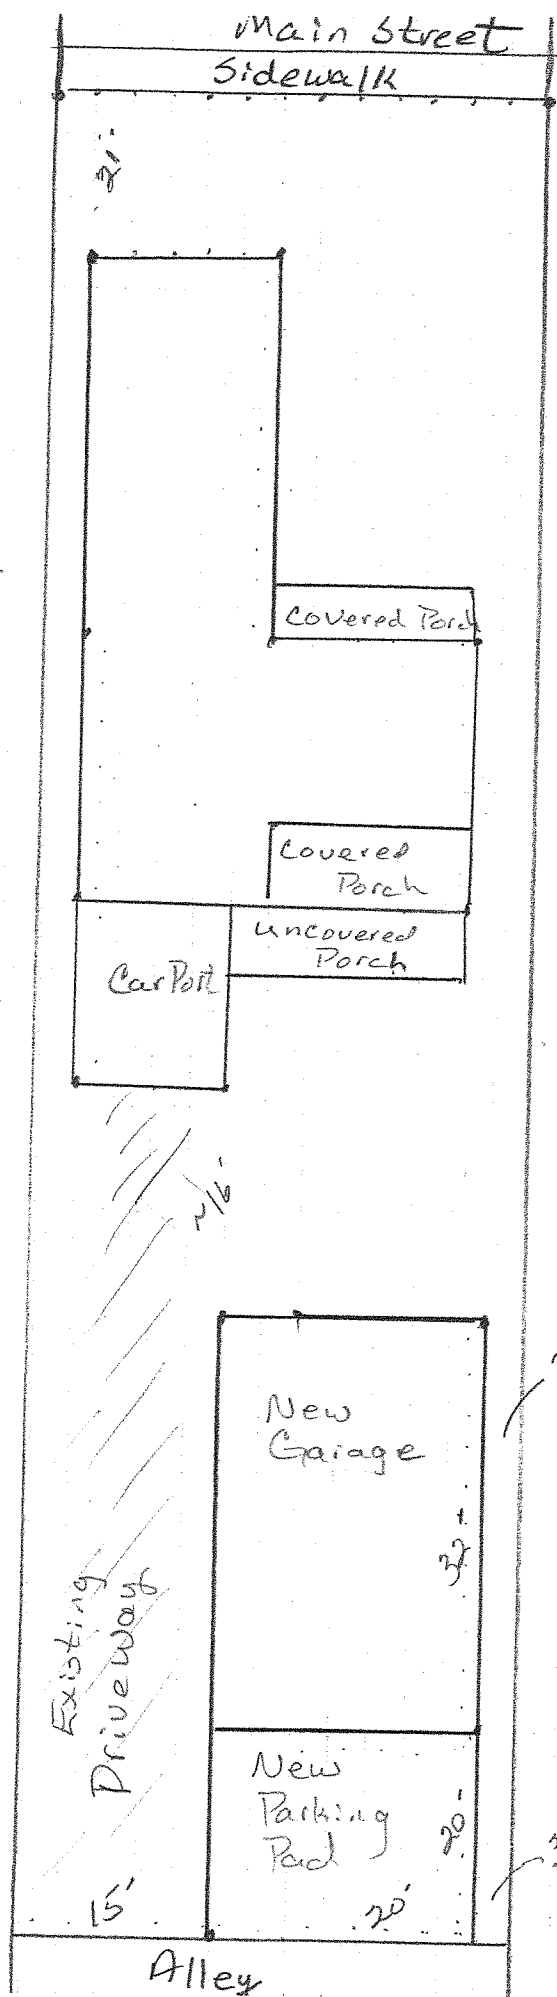 Main Street
Sidewalk
21'
Covered Porch
Covered
Porch
uncovered
Porch
CarPort
~16'
New
Garage
32'
Existing
DriveWay
New
Parking
Pad
20'
15'
20'
Alley